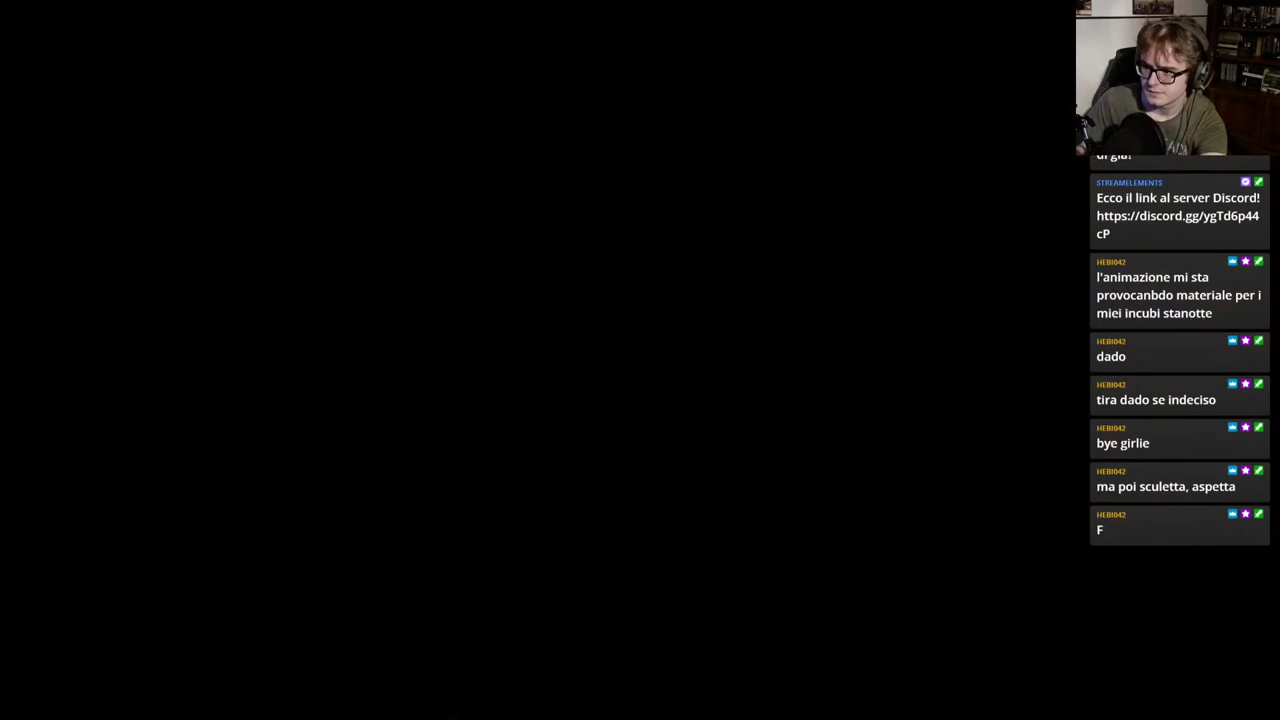 di già!
STREAMELEMENTS
Ecco il link al server Discord!
https://discord.gg/ygTd6p44
cP
HEBI042
l'animazione mi sta
provocanbdo materiale per i
miei incubi stanotte
HEBI042
dado
HEBI042
tira dado se indeciso
HEBI042
bye girlie
HEBI042
ma poi sculetta, aspetta
HEBI042
F